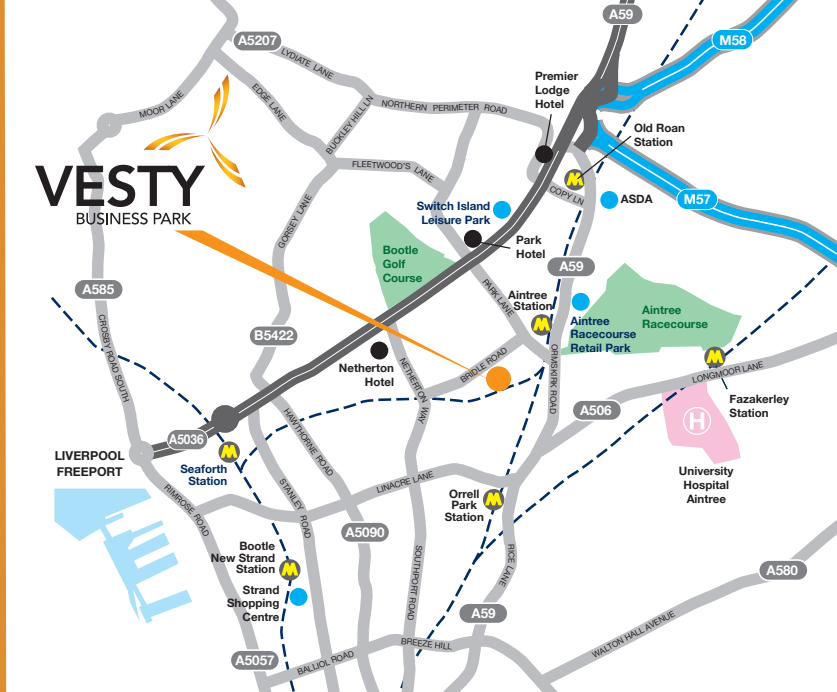 A59
A5207
M58
LYDIATE LANE
Premier
Lodge
Hotel
EDGE LANE
MOOR LANE
BUCKLEY HILL LN
NORTHERN PERIMETER ROAD
Old Roan
Station
VESTY
BUSINESS PARK
FLEETWOOD'S LANE
COPY LN
ASDA
M57
Switch Island
Leisure Park
GORSEY LANE
Park
Hotel
Bootle
Golf
Course
A59
A585
PARK LANE
Aintree
Station
Aintree
Racecourse
Aintree
Racecourse
Retail Park
CROSBY ROAD SOUTH
B5422
ORMSKIRK ROAD
BRIDLE ROAD
Netherton
Hotel
NETHERTON WAY
LONGMOOR LANE
Fazakerley
Station
A506
H
HAWTHORNE ROAD
A5036
LIVERPOOL
FREEPORT
Seaforth
Station
University
Hospital
Aintree
LINACRE LANE
RIMROSE ROAD
STANLEY ROAD
Orrell
Park
Station
A5090
Bootle
New Strand
Station
SOUTHPORT ROAD
RICE LANE
A580
Strand
Shopping
Centre
A59
WALTON HALL AVENUE
BREEZE HILL
A5057
BALLIOL ROAD